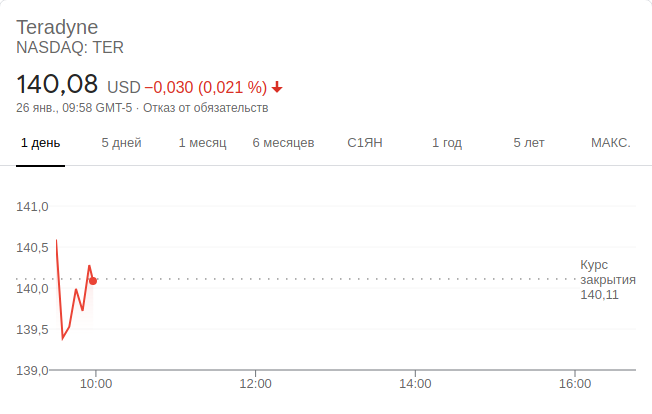 Teradyne
NASDAQ: TER
140,08 USD −0,030 (0,021 %)
26 янв., 09:58 GMT-5 · Отказ от обязательств
1 день 5 дней 1 месяц 6 месяцев С1ЯН 1 год 5 лет МАКС.
141,0
140,5
Курс
закрытия
140,11
140,0
139,5
139,0
10:00 12:00 14:00 16:00